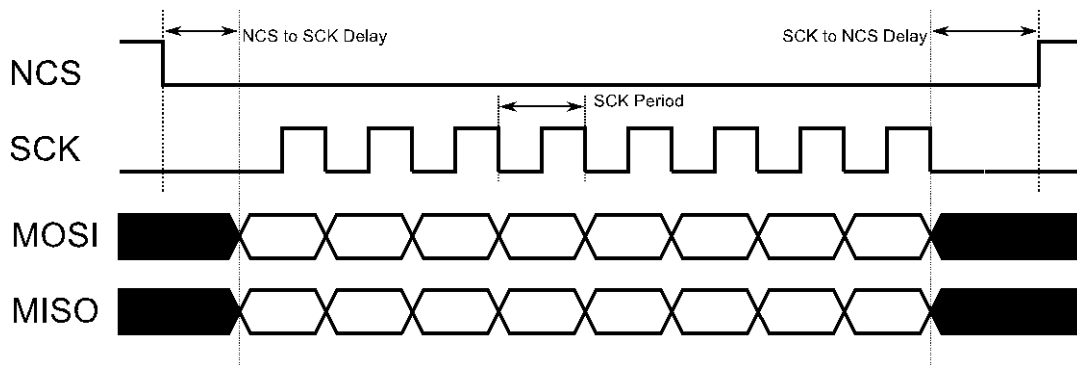 NCS to SCK Delay
SCK to NCS Delay
NCS
SCK Period
SCK
MOSI
MISO